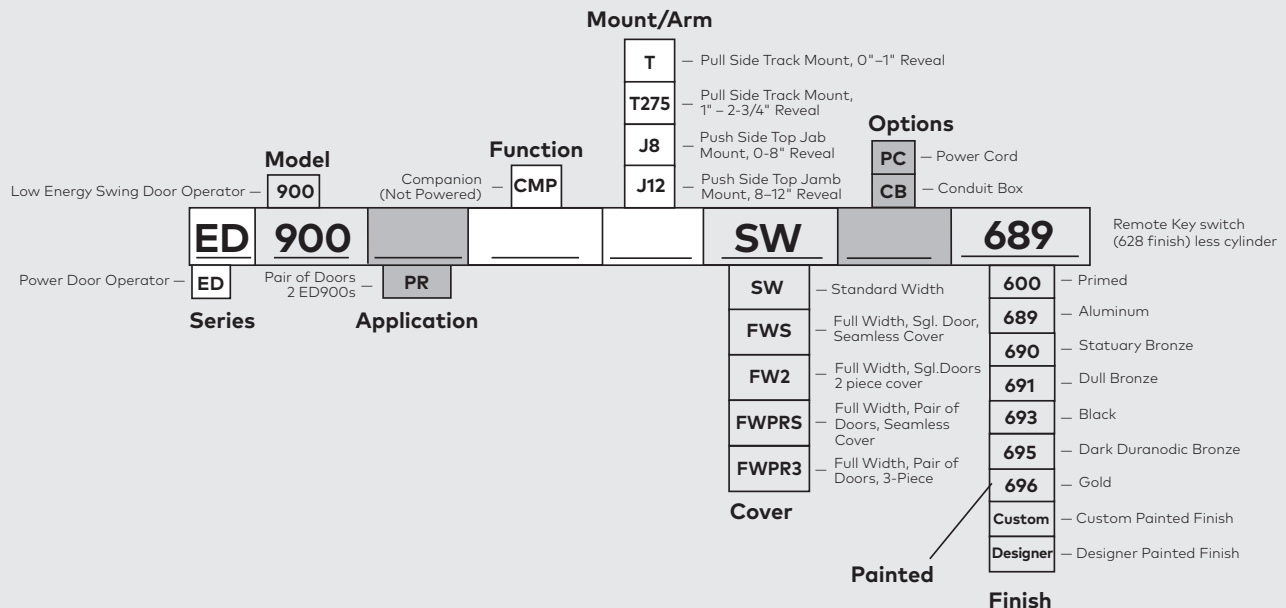 Mount/Arm
T
Pull Side Track Mount, 0"–1" Reveal
T275
Pull Side Track Mount,
1" – 2-3/4" Reveal
J8
Push Side Top Jab
Mount, 0-8" Reveal
J12
Push Side Top Jamb
Mount, 8–12" Reveal
Options
PC
Power Cord
CB
Conduit Box
Function
Companion
(Not Powered)
CMP
Model
Low Energy Swing Door Operator
900
ED
900
SW
689
Remote Key switch
(628 finish) less cylinder
Power Door Operator
ED
Series
Pair of Doors
2 ED900s
PR
Application
SW
Standard Width
FWS
Full Width, Sgl. Door,
Seamless Cover
FW2
Full Width, Sgl.Doors
2 piece cover
FWPRS
Full Width, Pair of
Doors, Seamless
Cover
FWPR3
Full Width, Pair of
Doors, 3-Piece
Cover
600
Primed
689
Aluminum
690
Statuary Bronze
691
Dull Bronze
693
Black
695
Dark Duranodic Bronze
696
Gold
Custom
Custom Painted Finish
Designer
Designer Painted Finish
Painted
Finish